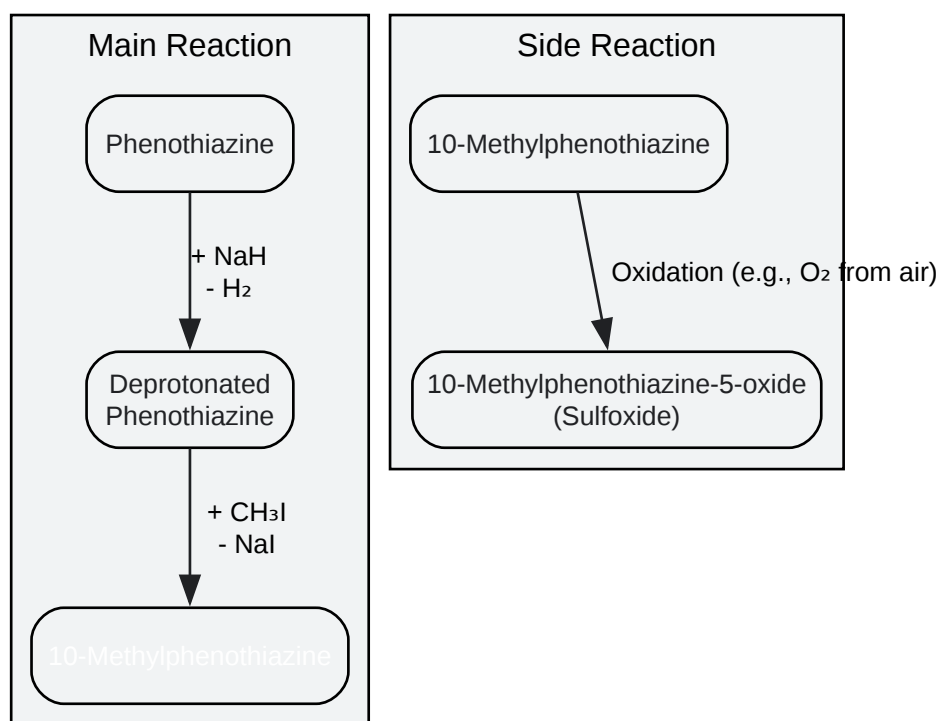 Main Reaction
Phenothiazine
+ NaH
- H₂
Deprotonated
Phenothiazine
+ CH₃I
- NaI
10-Methylphenothiazine
Side Reaction
10-Methylphenothiazine
Oxidation (e.g., O₂ from air)
10-Methylphenothiazine-5-oxide
(Sulfoxide)